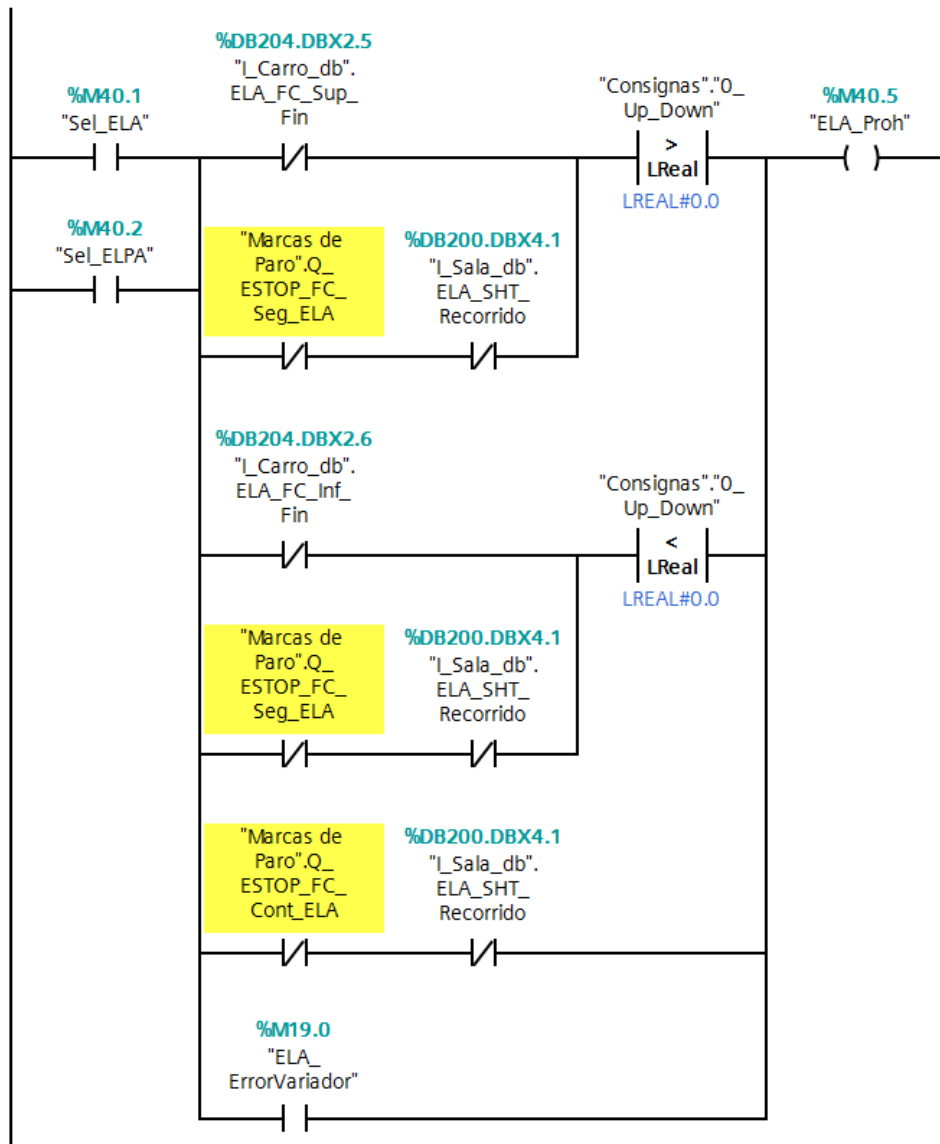 %DB204.DBX2.5
"I_Carro_db".
ELA_FC_Sup_
Fin
%M40.1
"Sel_ELA"
"Consignas"."0_
Up_Down"
>
LReal
LREAL#0.0
%M40.5
"ELA_Proh"
%M40.2
"Sel_ELPA"
"Marcas de
Paro".Q_
ESTOP_FC_
Seg_ELA
%DB200.DBX4.1
"I_Sala_db".
ELA_SHT_
Recorrido
%DB204.DBX2.6
"I_Carro_db".
ELA_FC_Inf_
Fin
"Consignas"."0_
Up_Down"
<
LReal
LREAL#0.0
"Marcas de
Paro".Q_
ESTOP_FC_
Seg_ELA
%DB200.DBX4.1
"I_Sala_db".
ELA_SHT_
Recorrido
"Marcas de
Paro".Q_
ESTOP_FC_
Cont_ELA
%DB200.DBX4.1
"I_Sala_db".
ELA_SHT_
Recorrido
%M19.0
"ELA_
ErrorVariador"